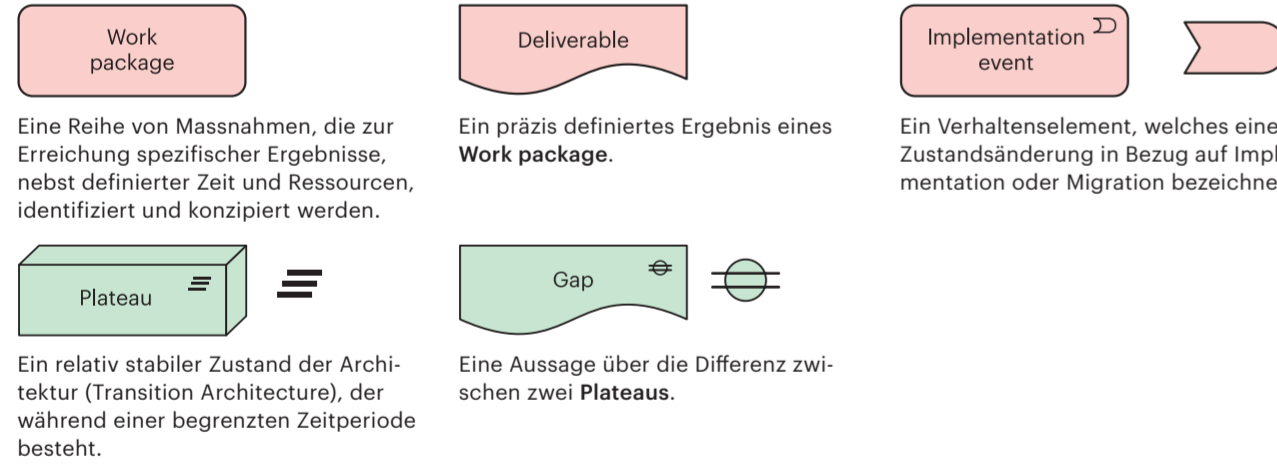 Work
package
Deliverable
Implementation
event
Eine Reihe von Massnahmen, die zur
Erreichung spezifischer Ergebnisse,
nebst definierter Zeit und Ressourcen,
identifiziert und konzipiert werden.
Ein präzis definiertes Ergebnis eines
Work package.
Ein Verhaltenselement, welches eine
Zustandsänderung in Bezug auf Impl
mentation oder Migration bezeichne
Plateau
Gap
Ein relativ stabiler Zustand der Archi-
tektur (Transition Architecture), der
während einer begrenzten Zeitperiode
besteht.
Eine Aussage über die Differenz zwi-
schen zwei Plateaus.